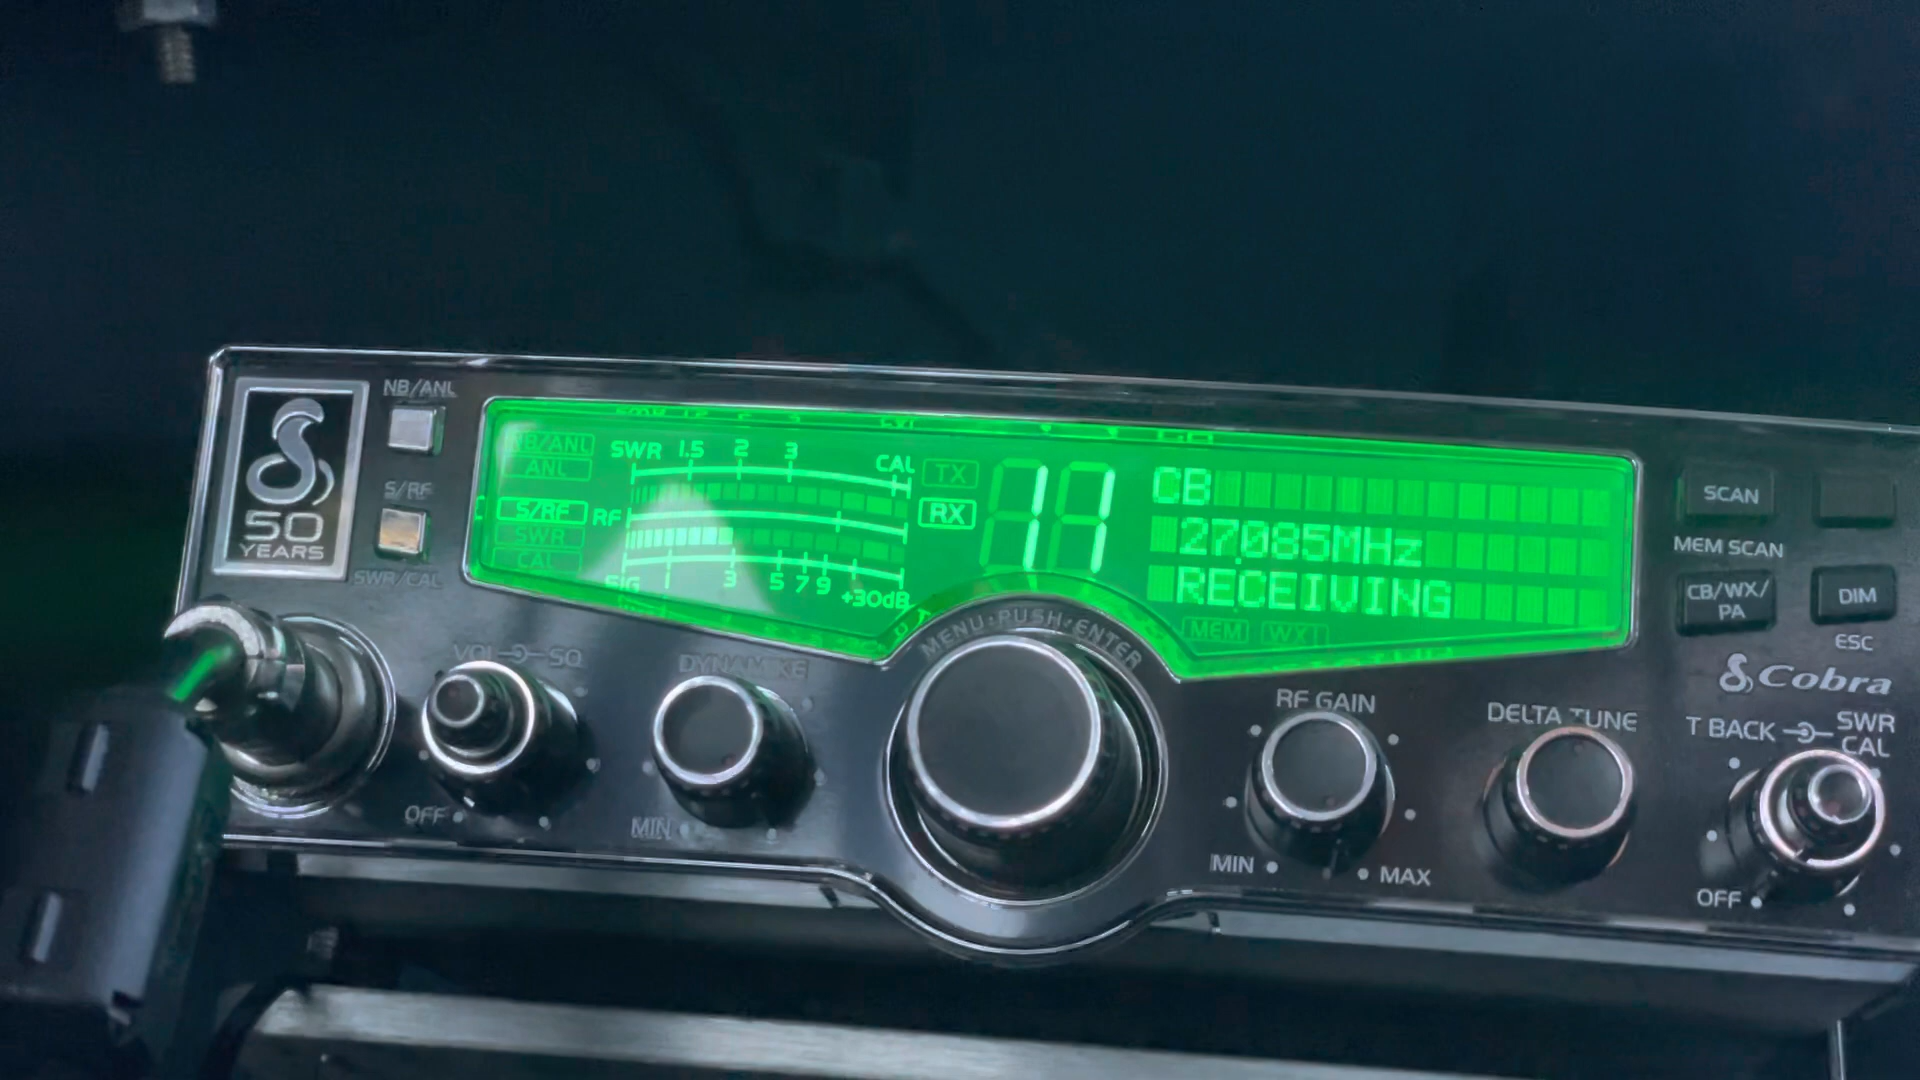 NB/ANL
S/RF
SWR/CAL
50
YEARS
NB/ANL
ANL
S/RF
SWR
CAL
SWR 1.5 2 3 CAL
RF
SIG 3 5 7 9 +30dB
TX
RX
11
CB
27.085MHz
RECEIVING
MEM WX
SCAN
MEM SCAN
CB/WX/
PA
DIM
ESC
Cobra
MENU·PUSH·ENTER
VOL SQ
OFF
DYNAMIKE
MIN
RF GAIN
MIN MAX
DELTA TUNE
T BACK SWR
CAL
OFF